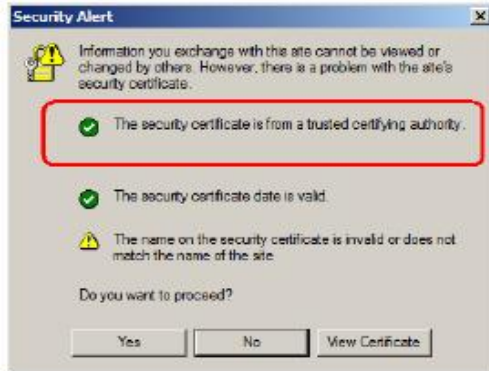 Security Alert
Information you exchange with this site cannot be viewed or
changed by others. However, there is a problem with the site's
security certificate.
The security certificate is from a trusted certifying authority.
The security certificate date is valid.
The name on the security certificate is invalid or does not
match the name of the site
Do you want to proceed?
Yes No View Certificate